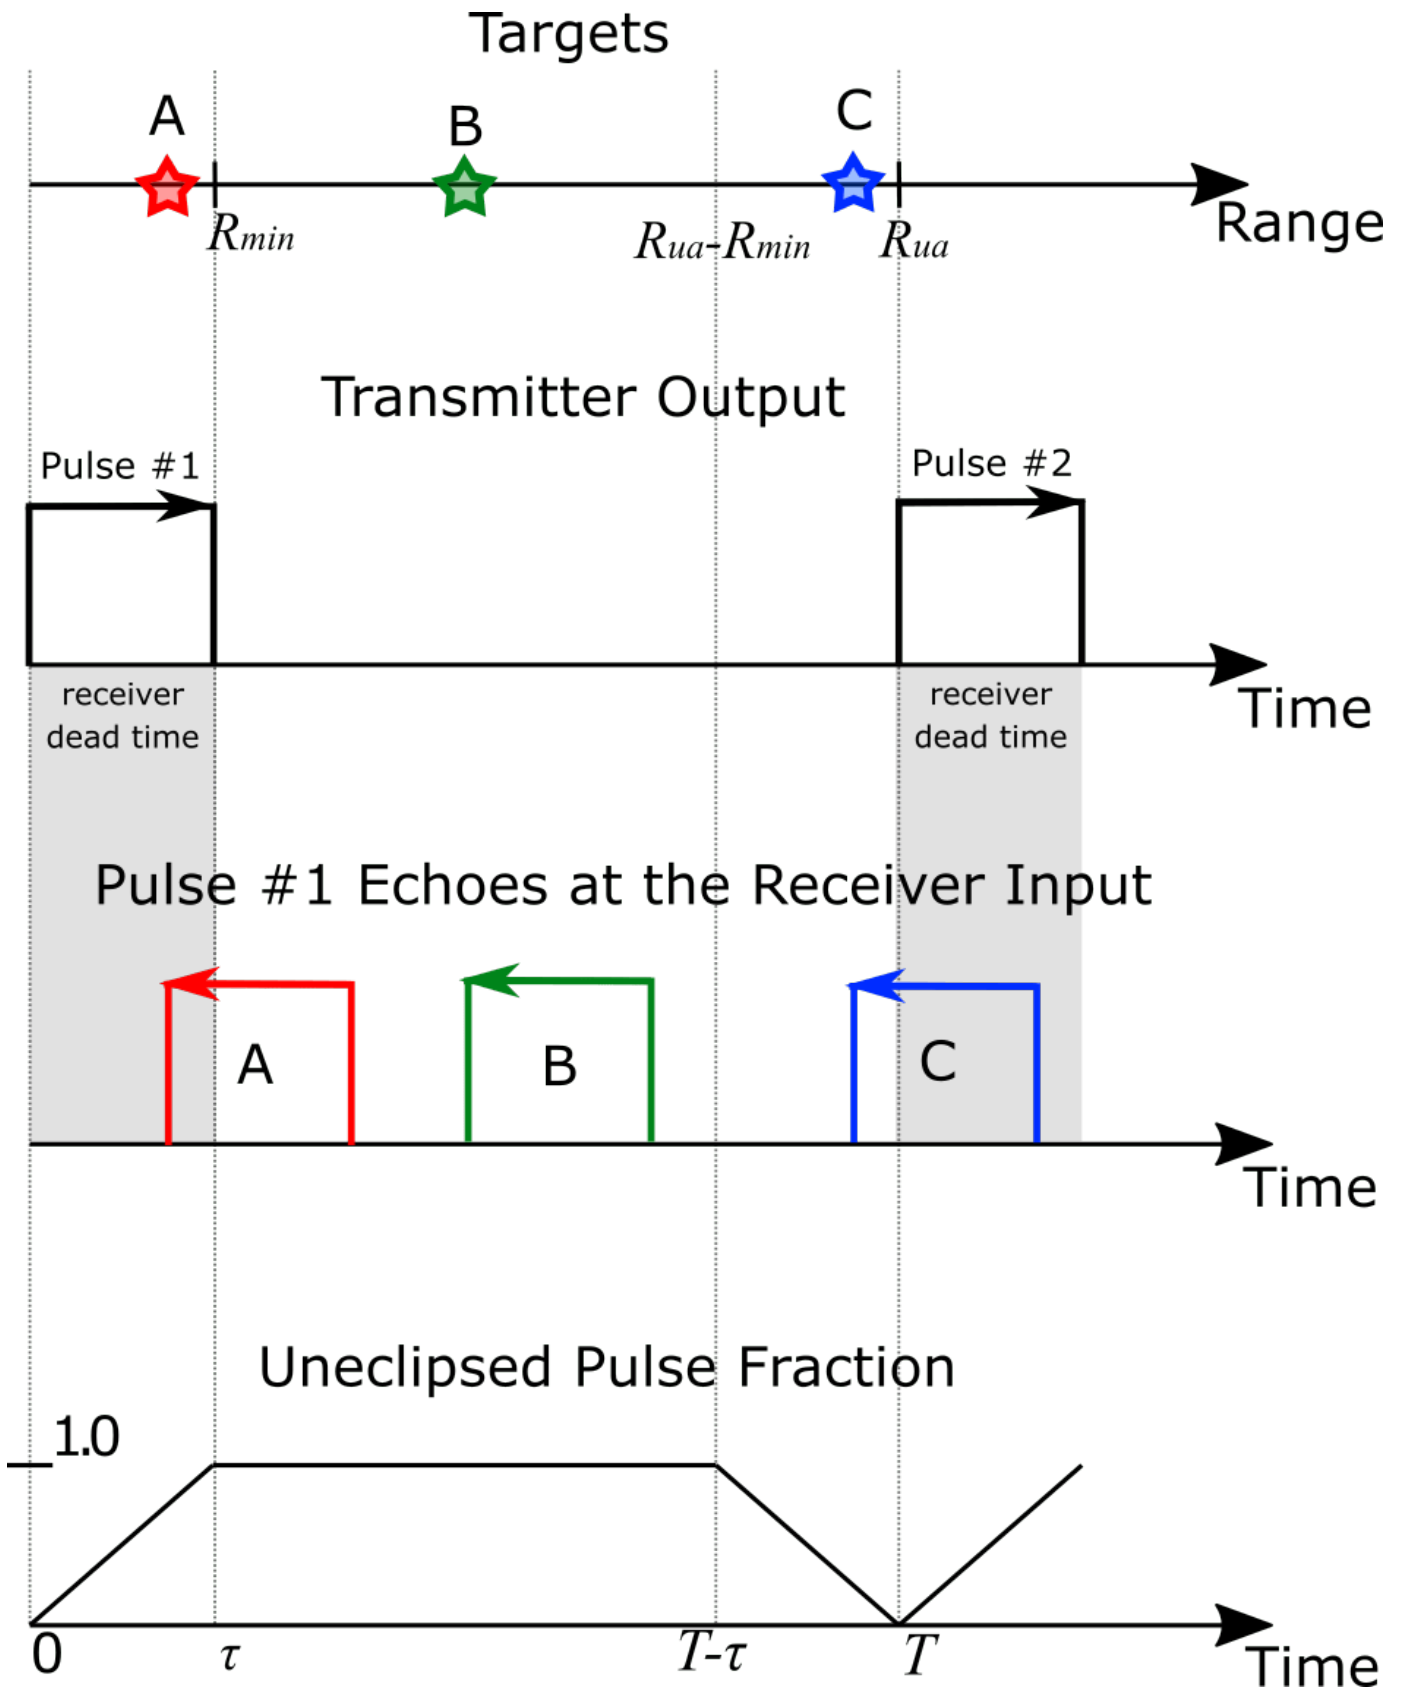 Targets
A
B
C
Rmin
Rua-Rmin
Rua
Range
Transmitter Output
Pulse #1
Pulse #2
receiver
dead time
receiver
dead time
Time
Pulse #1 Echoes at the Receiver Input
A
B
C
Time
Uneclipsed Pulse Fraction
1.0
0
τ
T-τ
T
Time